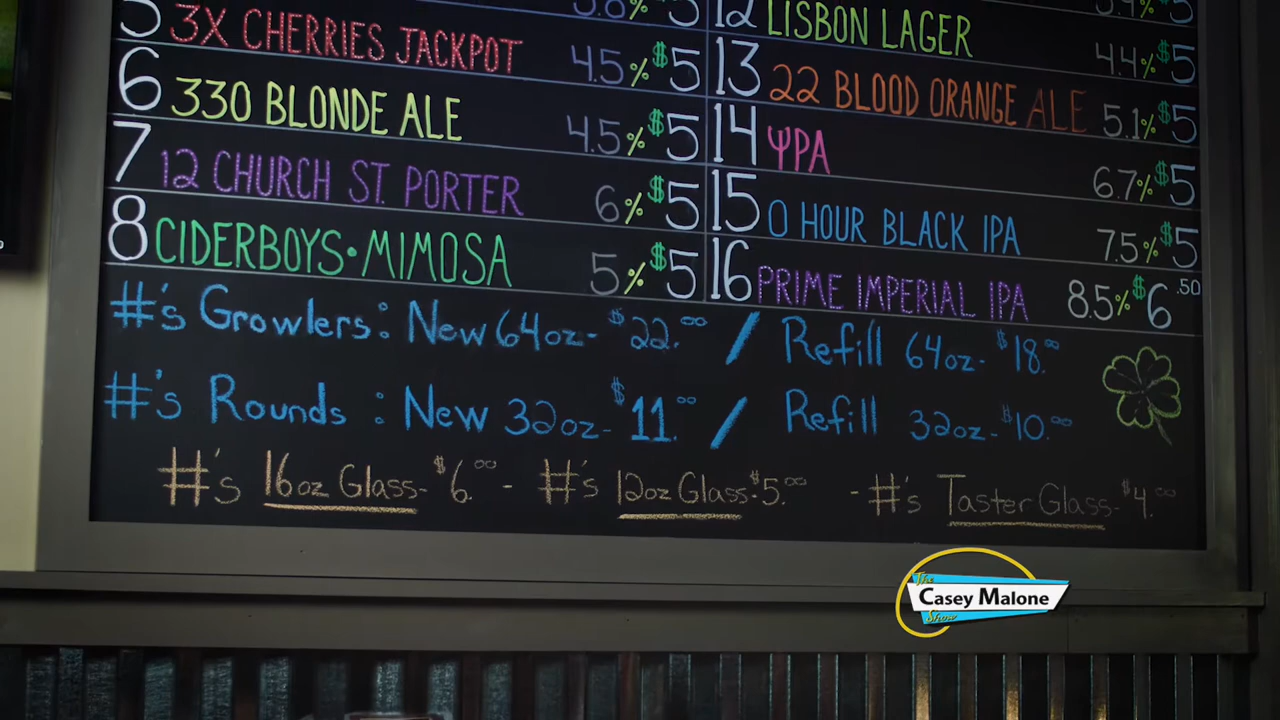 5 3X CHERRIES JACKPOT 4.5% $5
6 330 BLONDE ALE 4.5% $5
7 12 CHURCH ST. PORTER 6% $5
8 CIDERBOYS • MIMOSA 5% $5
12 LISBON LAGER 4.4% $5
13 22 BLOOD ORANGE ALE 5.1% $5
14 ΨPA 6.7% $5
15 0 HOUR BLACK IPA 7.5% $5
16 PRIME IMPERIAL IPA 8.5% $6.50
#'s Growlers: New 64oz- $22.00 / Refill 64oz- $18.00
#'s Rounds: New 32oz- $11.00 / Refill 32oz- $10.00
#'s 16oz Glass- $6.00 - #'s 12oz Glass- $5.00 - #'s Taster Glass- $4.00
The
Casey Malone
Show